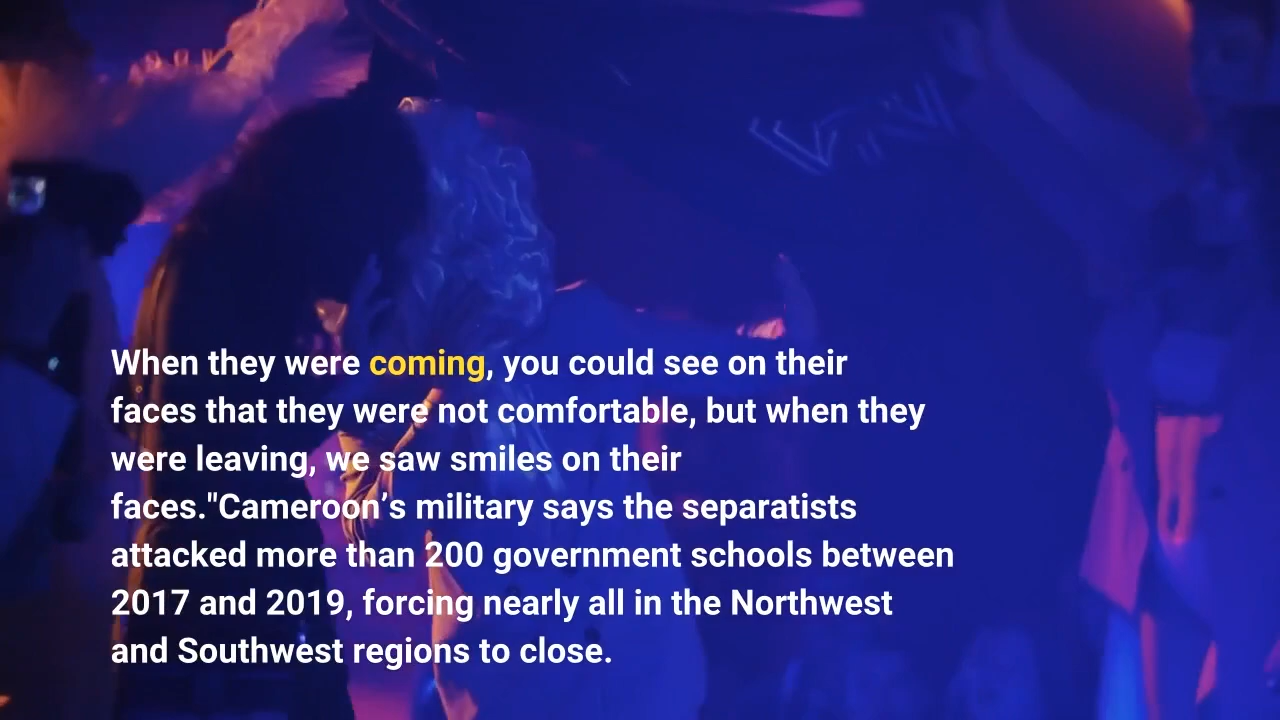 When they were coming, you could see on their
faces that they were not comfortable, but when they
were leaving, we saw smiles on their
faces."Cameroon’s military says the separatists
attacked more than 200 government schools between
2017 and 2019, forcing nearly all in the Northwest
and Southwest regions to close.